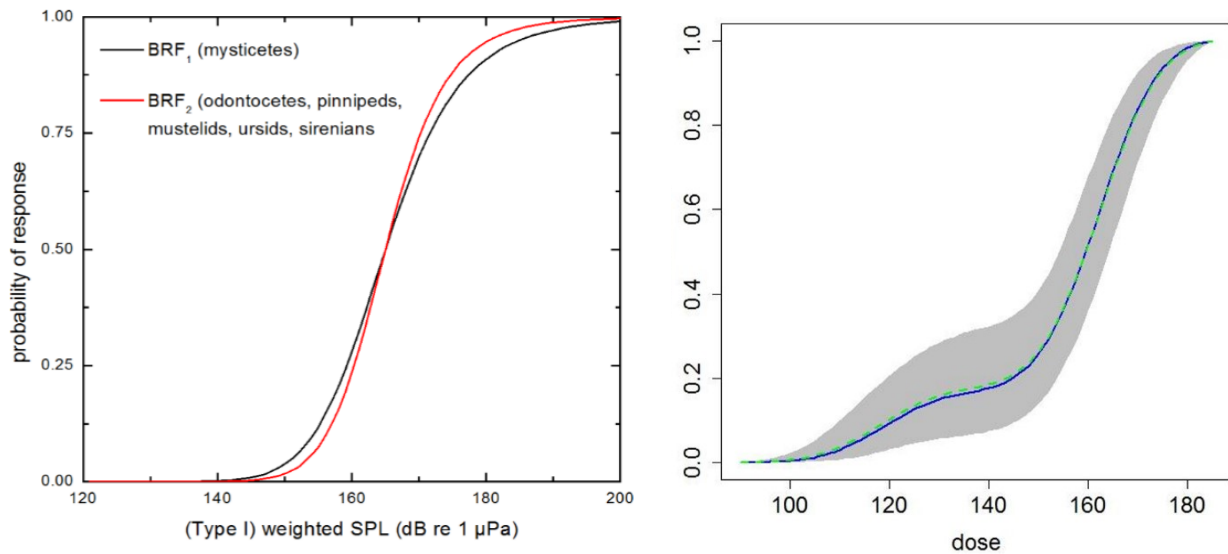 1.00
0.75
0.50
0.25
0.00
probability of response
BRF1 (mysticetes)
BRF2 (odontocetes, pinnipeds,
mustelids, ursids, sirenians
120 140 160 180 200
(Type I) weighted SPL (dB re 1 µPa)
1.0
0.8
0.6
0.4
0.2
0.0
100 120 140 160 180
dose